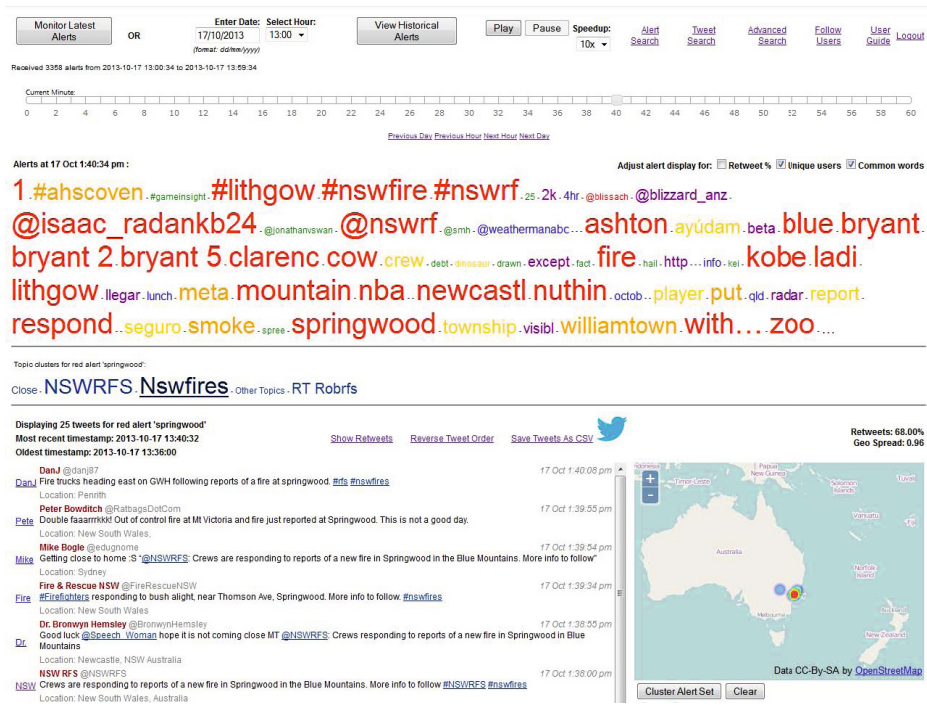 Monitor Latest Alerts
OR
Enter Date: Select Hour:
17/10/2013 13:00
(format: dd/mm/yyyy)
View Historical Alerts
Play Pause Speedup:
10x
Alert Search
Tweet Search
Advanced Search
Follow Users
User Guide
Logout
Received 3358 alerts from 2013-10-17 13:00:34 to 2013-10-17 13:59:34
Current Minute:
0 2 4 6 8 10 12 14 16 18 20 22 24 26 28 30 32 34 36 38 40 42 44 46 48 50 52 54 56 58 60
Previous Day Previous Hour Next Hour Next Day
Alerts at 17 Oct 1:40:34 pm :
Adjust alert display for: Retweet % Unique users Common words
1 . #ahscoven . #gameinsight . #lithgow . #nswfire . #nswrf . 25 . 2k . 4hr . @blissach . @blizzard_anz .
@isaac_radankb24 . @jonathanvswan . @nswrf . @smh . @weathermanabc . . . ashton . ayúdam . beta . blue . bryant .
bryant 2 . bryant 5 . clarenc . cow . crew . debt . dinosaur . drawn . except . fact . fire . hail . http . . . info . kei . kobe . ladi .
lithgow . llegar . lunch . meta . mountain . nba . . newcastl . nuthin . octob . . player . put . qld . radar . report .
respond . . seguro . smoke . spree . springwood . township . visibl . williamtown . with… . zoo . ...
Topic clusters for red alert 'springwood':
Close . NSWRFS . Nswfires . Other Topics . RT Robrfs
Displaying 25 tweets for red alert 'springwood'
Most recent timestamp: 2013-10-17 13:40:32
Oldest timestamp: 2013-10-17 13:36:00
Show Retweets Reverse Tweet Order Save Tweets As CSV
Retweets: 68.00%
Geo Spread: 0.96
DanJ @danj87 17 Oct 1:40:08 pm
DanJ Fire trucks heading east on GWH following reports of a fire at springwood. #rfs #nswfires
Location: Penrith
Peter Bowditch @RatbagsDotCom 17 Oct 1:39:55 pm
Pete Double faaarrrkkk! Out of control fire at Mt Victoria and fire just reported at Springwood. This is not a good day.
Location: New South Wales,
Mike Bogle @edugnome 17 Oct 1:39:54 pm
Mike Getting close to home :S "@NSWRFS: Crews are responding to reports of a new fire in Springwood in the Blue Mountains. More info to follow"
Location: Sydney
Fire & Rescue NSW @FireRescueNSW 17 Oct 1:39:34 pm
Fire #Firefighters responding to bush alight, near Thomson Ave, Springwood. More info to follow. #nswfires
Location: New South Wales
Dr. Bronwyn Hemsley @BronwynHemsley 17 Oct 1:38:55 pm
Dr. Good luck @Speech_Woman hope it is not coming close MT @NSWRFS: Crews responding to reports of a new fire in Springwood in Blue
Mountains
Location: Newcastle, NSW Australia
NSW RFS @NSWRFS 17 Oct 1:38:00 pm
NSW Crews are responding to reports of a new fire in Springwood in the Blue Mountains. More info to follow #NSWRFS #nswfires
Location: New South Wales, Australia
+
-
Indonesia
Papua New Guinea
Timor-Leste
Solomon Islands
Tuvalu
Vanuatu
Fiji
Australia
Norfolk Island
Melbourne
Auckland
New Zealand
Data CC-By-SA by OpenStreetMap
Cluster Alert Set Clear